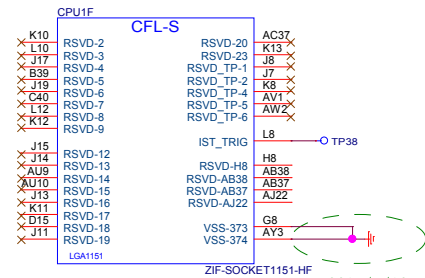 CPU1F
CFL-S
K10 RSVD-2
L10 RSVD-3
J17 RSVD-4
B39 RSVD-5
J19 RSVD-6
C40 RSVD-7
L12 RSVD-8
K12 RSVD-9
J15 RSVD-12
J14 RSVD-13
AU9 RSVD-14
AU10 RSVD-15
J13 RSVD-16
K11 RSVD-17
D15 RSVD-18
J11 RSVD-19
LGA1151
RSVD-20 AC37
RSVD-23 K13
RSVD_TP-1 J8
RSVD_TP-2 J7
RSVD_TP-4 K8
RSVD_TP-5 AV1
RSVD_TP-6 AW2
IST_TRIG L8 TP38
RSVD-H8 H8
RSVD-AB38 AB38
RSVD-AB37 AB37
RSVD-AJ22 AJ22
VSS-373 G8
VSS-374 AY3
ZIF-SOCKET1151-HF